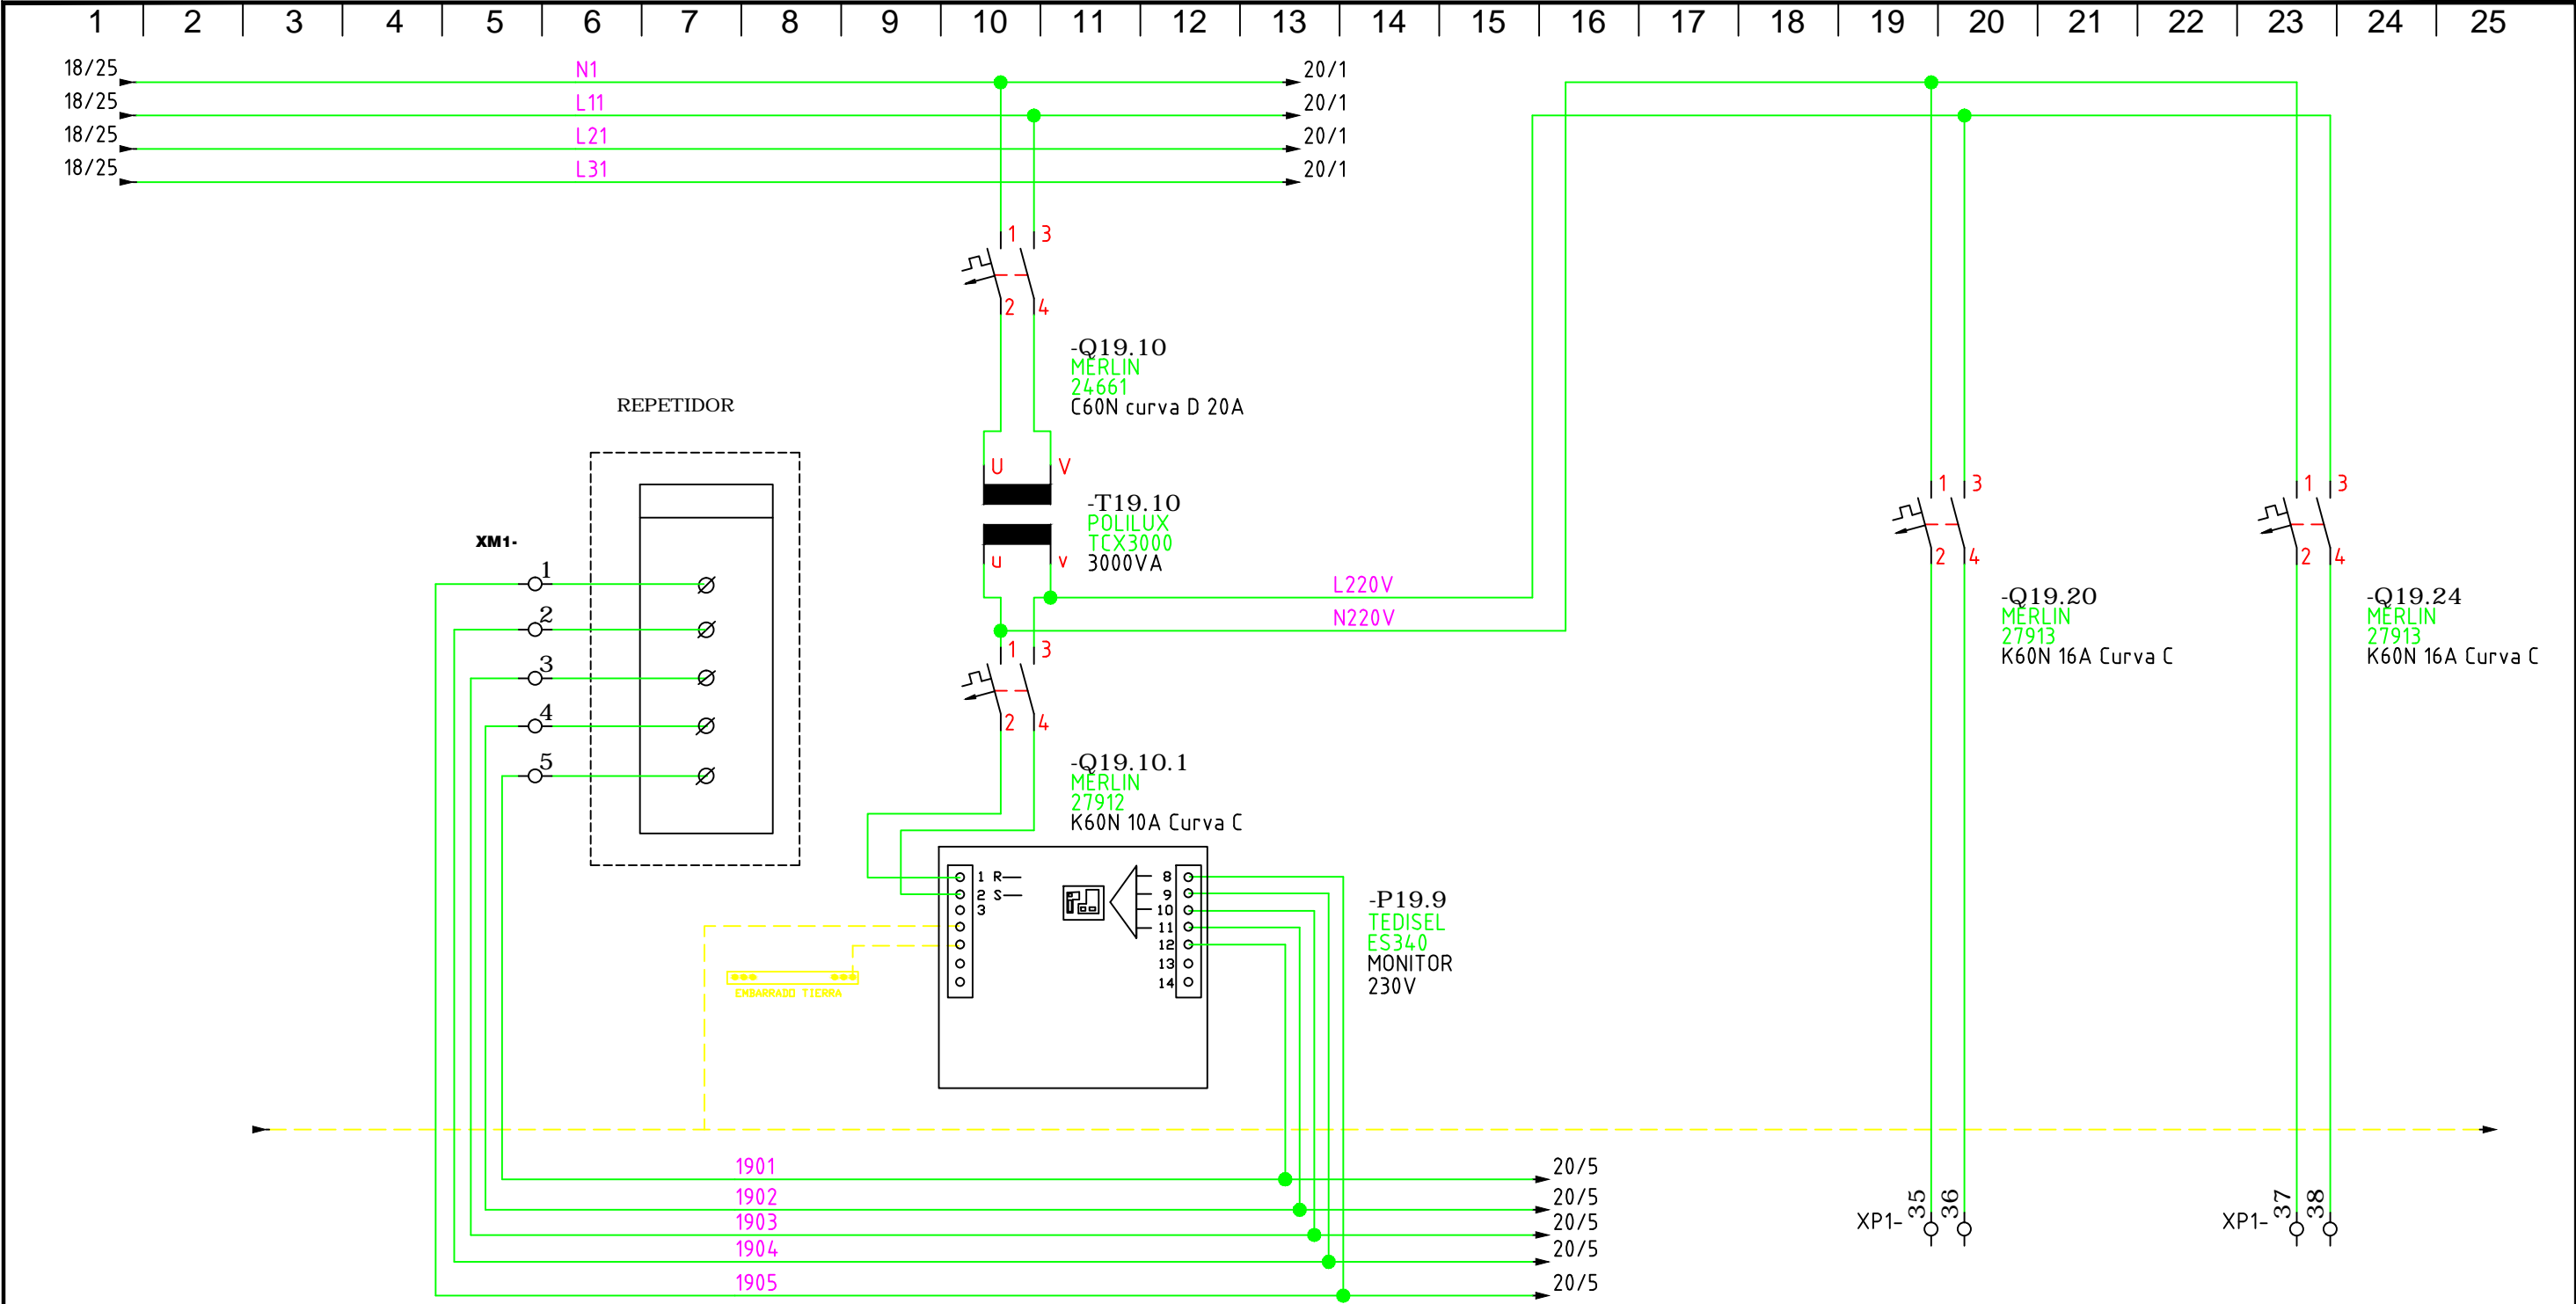 1 2 3 4 5 6 7 8 9 10 11 12 13 14 15 16 17 18 19 20 21 22 23 24 25
18/25 N1 20/1
18/25 L11 20/1
18/25 L21 20/1
18/25 L31 20/1
1 3
2 4
-Q19.10
MERLIN
24661
C60N curva D 20A
REPETIDOR
XM1-
1
2
3
4
5
U V
-T19.10
POLILUX
TCX3000
3000VA
u v
L220V
N220V
1 3
2 4
-Q19.10.1
MERLIN
27912
K60N 10A Curva C
1 R
2 S
3
8
9
10
11
12
13
14
-P19.9
TEDISEL
ES340
MONITOR
230V
EMBARRADO TIERRA
1 3
2 4
-Q19.20
MERLIN
27913
K60N 16A Curva C
1 3
2 4
-Q19.24
MERLIN
27913
K60N 16A Curva C
1901 20/5
1902 20/5
1903 20/5
1904 20/5
1905 20/5
XP1- 35 36
XP1- 37 38